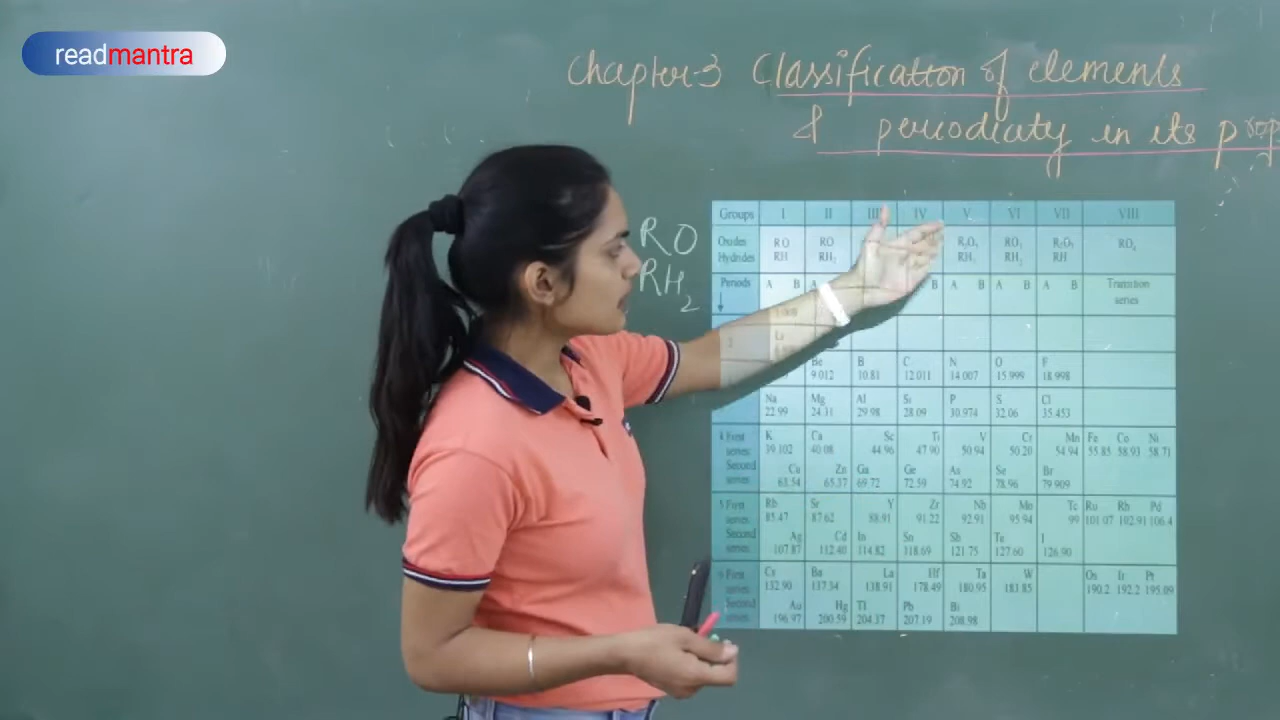 readmantra
Chapter-3 Classification of elements
& periodicity in its prop
RO
RH2
Groups I II III IV V VI VII VIII
Oxides RO RO RO4
Hydrides RH RH2 RH2 RH
Periods A B A B A B A B Transition
series
1.008
2 Li
Be B C N O F
9.012 10.81 12.011 14.007 15.999 18.998
Na Mg Al Si P S Cl
22.99 24.31 29.98 28.09 30.974 32.06 35.453
4 First K Ca Sc Ti V Cr Mn Fe Co Ni
series: 39.102 40.08 44.96 47.90 50.94 50.20 54.94 55.85 58.93 58.71
Second Cu Zn Ga Ge As Se Br
series: 63.54 65.37 69.72 72.59 74.92 78.96 79.909
5 First Rb Sr Y Zr Nb Mo Tc Ru Rh Pd
series: 85.47 87.62 88.91 91.22 92.91 95.94 99 101.07 102.91 106.4
Second Ag Cd In Sn Sb Te I
series: 107.87 112.40 114.82 118.69 121.75 127.60 126.90
6 First Cs Ba La Hf Ta W Os Ir Pt
series: 132.90 137.34 138.91 178.49 180.95 183.85 190.2 192.2 195.09
Second Au Hg Tl Pb Bi
series: 196.97 200.59 204.37 207.19 208.98